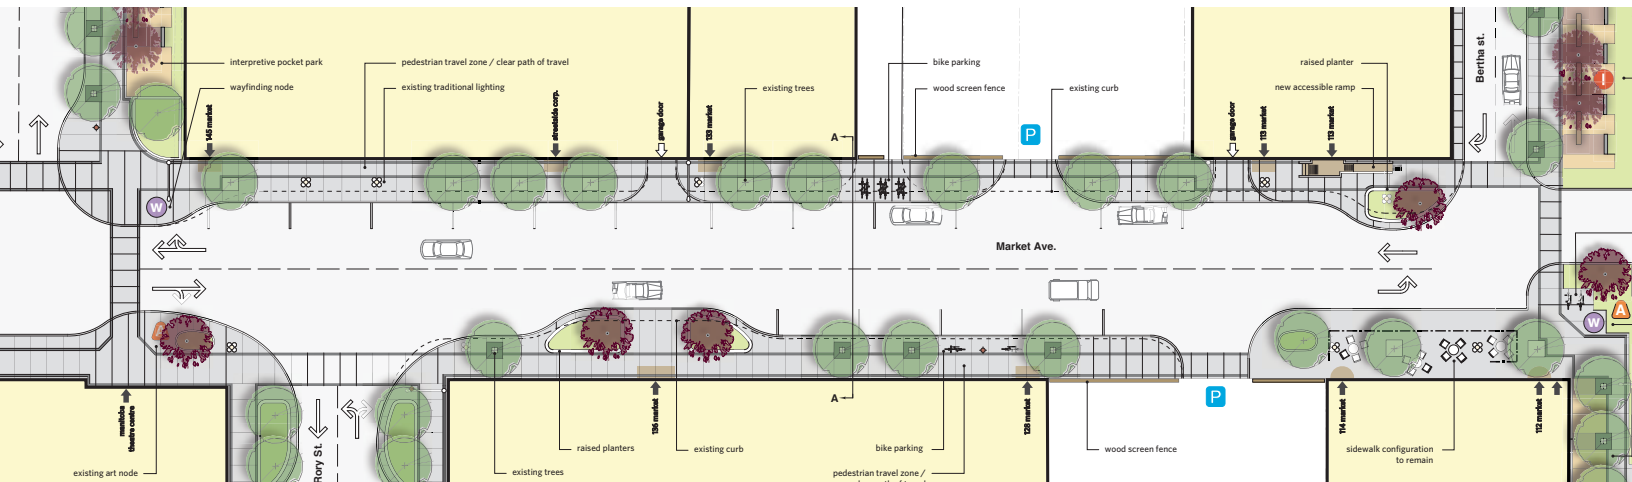 interpretive pocket park
pedestrian travel zone / clear path of travel
wayfinding node
existing traditional lighting
145 market
streetside corp.
garage door
133 market
existing trees
A
bike parking
wood screen fence
existing curb
P
raised planter
new accessible ramp
garage door
113 market
113 market
Bertha st.
I
W
Market Ave.
W
A
manitoba
theatre centre
existing art node
Rory St.
136 market
raised planters
existing trees
existing curb
A
128 market
bike parking
pedestrian travel zone /
wood screen fence
P
114 market
sidewalk configuration
to remain
112 market